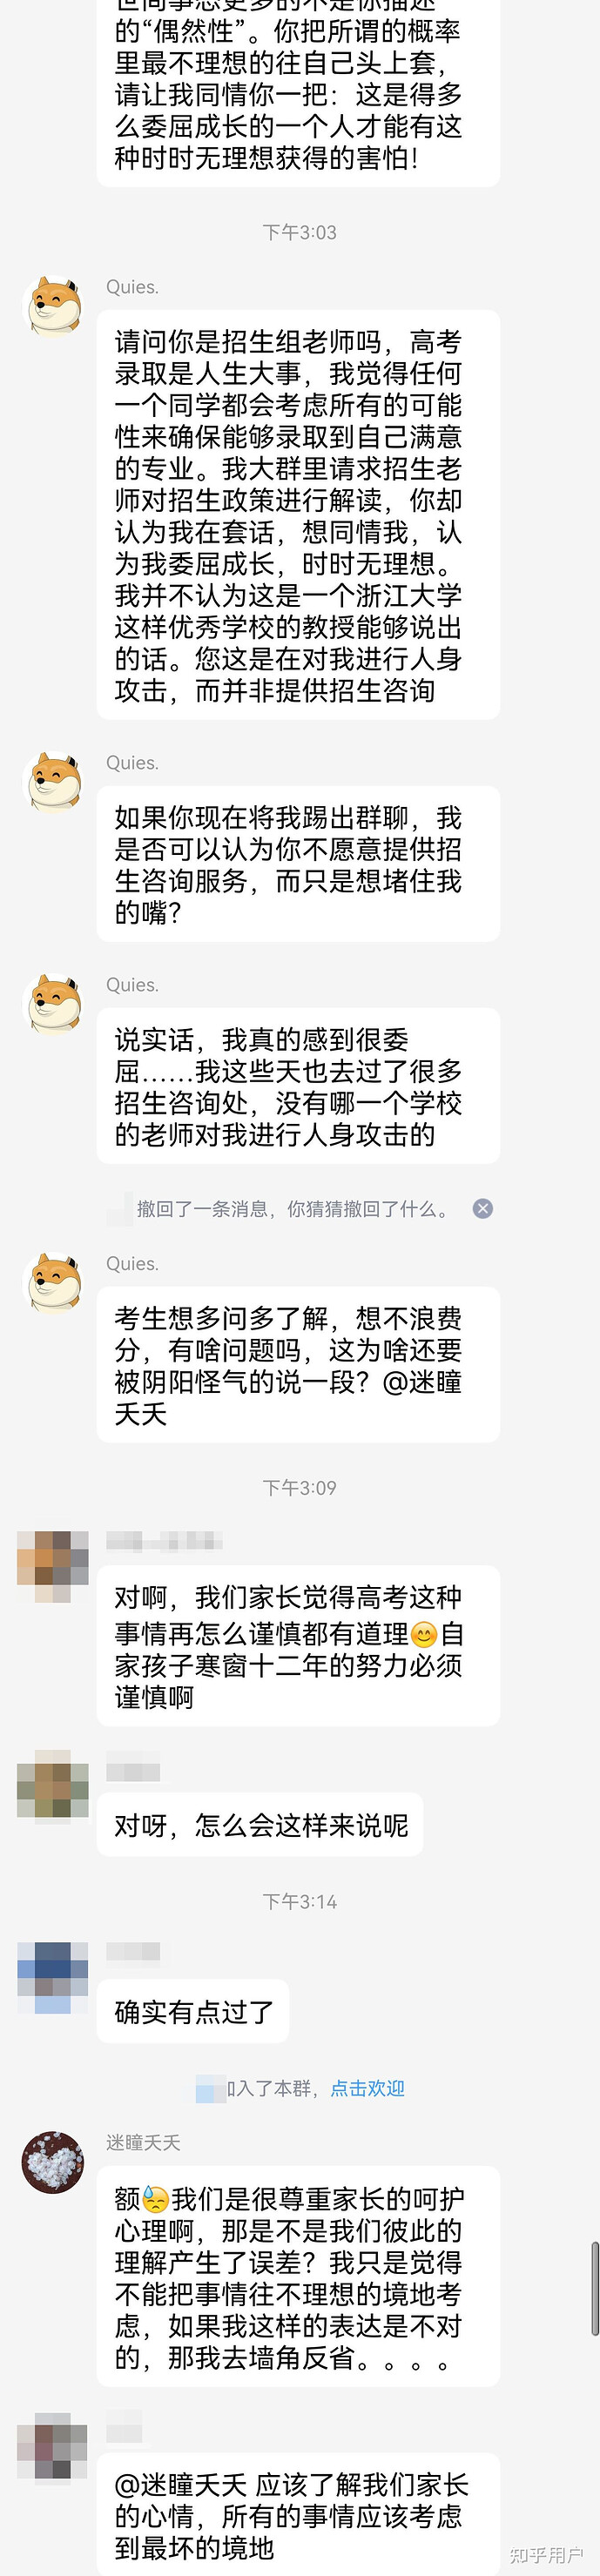 的“偶然性”。你把所谓的概率
里最不理想的往自己头上套，
请让我同情你一把：这是得多
么委屈成长的一个人才能有这
种时时无理想获得的害怕！
下午3:03
Quies.
请问你是招生组老师吗，高考
录取是人生大事，我觉得任何
一个同学都会考虑所有的可能
性来确保能够录取到自己满意
的专业。我大群里请求招生老
师对招生政策进行解读，你却
认为我在套话，想同情我，认
为我委屈成长，时时无理想。
我并不认为这是一个浙江大学
这样优秀学校的教授能够说出
的话。您这是在对我进行人身
攻击，而并非提供招生咨询
Quies.
如果你现在将我踢出群聊，我
是否可以认为你不愿意提供招
生咨询服务，而只是想堵住我
的嘴？
Quies.
说实话，我真的感到很委
屈……我这些天也去过了很多
招生咨询处，没有哪一个学校
的老师对我进行人身攻击的
撤回了一条消息，你猜猜撤回了什么。
Quies.
考生想多问多了解，想不浪费
分，有啥问题吗，这为啥还要
被阴阳怪气的说一段？@迷瞳
夭夭
下午3:09
对啊，我们家长觉得高考这种
事情再怎么谨慎都有道理😊自
家孩子寒窗十二年的努力必须
谨慎啊
对呀，怎么会这样来说呢
下午3:14
确实有点过了
加入了本群，点击欢迎
迷瞳夭夭
额😓我们是很尊重家长的呵护
心理啊，那是不是我们彼此的
理解产生了误差？我只是觉得
不能把事情往不理想的境地考
虑，如果我这样的表达是不对
的，那我去墙角反省。。。。
@迷瞳夭夭 应该了解我们家长
的心情，所有的事情应该考虑
到最坏的境地
知乎用户